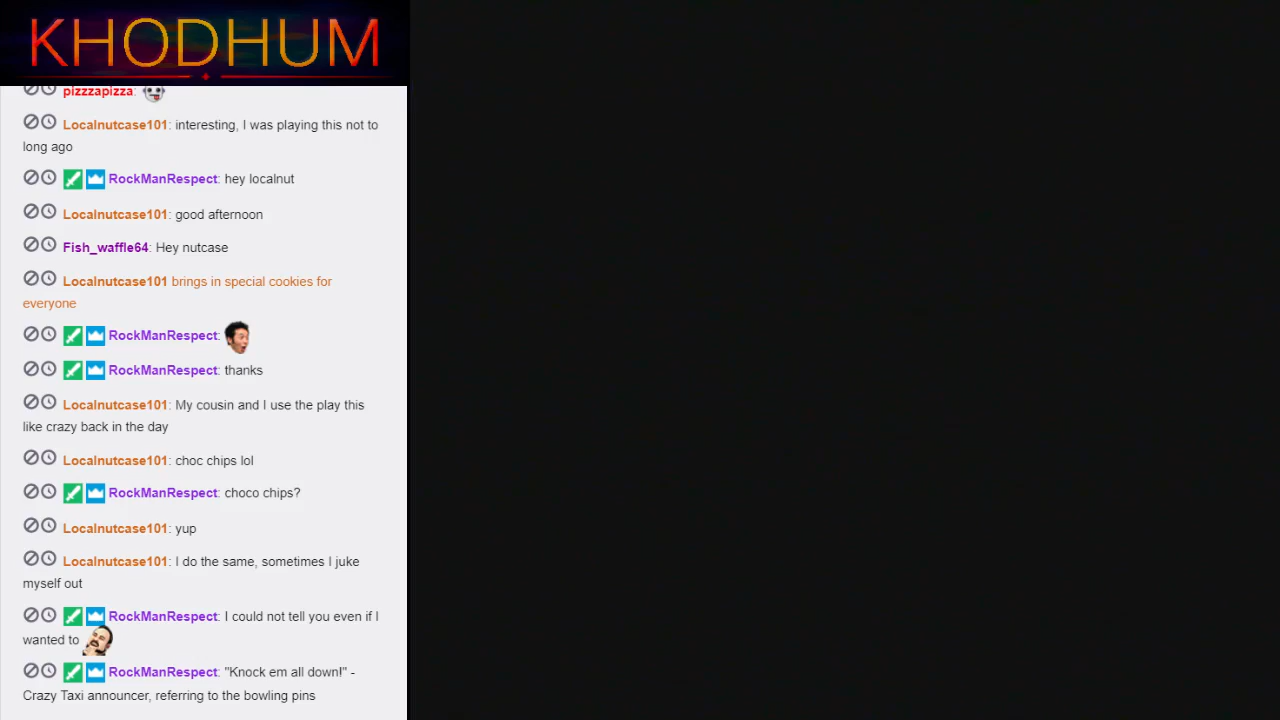 KHODHUM
pizzzapizza:
Localnutcase101: interesting, I was playing this not to
long ago
RockManRespect: hey localnut
Localnutcase101: good afternoon
Fish_waffle64: Hey nutcase
Localnutcase101 brings in special cookies for
everyone
RockManRespect:
RockManRespect: thanks
Localnutcase101: My cousin and I use the play this
like crazy back in the day
Localnutcase101: choc chips lol
RockManRespect: choco chips?
Localnutcase101: yup
Localnutcase101: I do the same, sometimes I juke
myself out
RockManRespect: I could not tell you even if I
wanted to
RockManRespect: "Knock em all down!" -
Crazy Taxi announcer, referring to the bowling pins